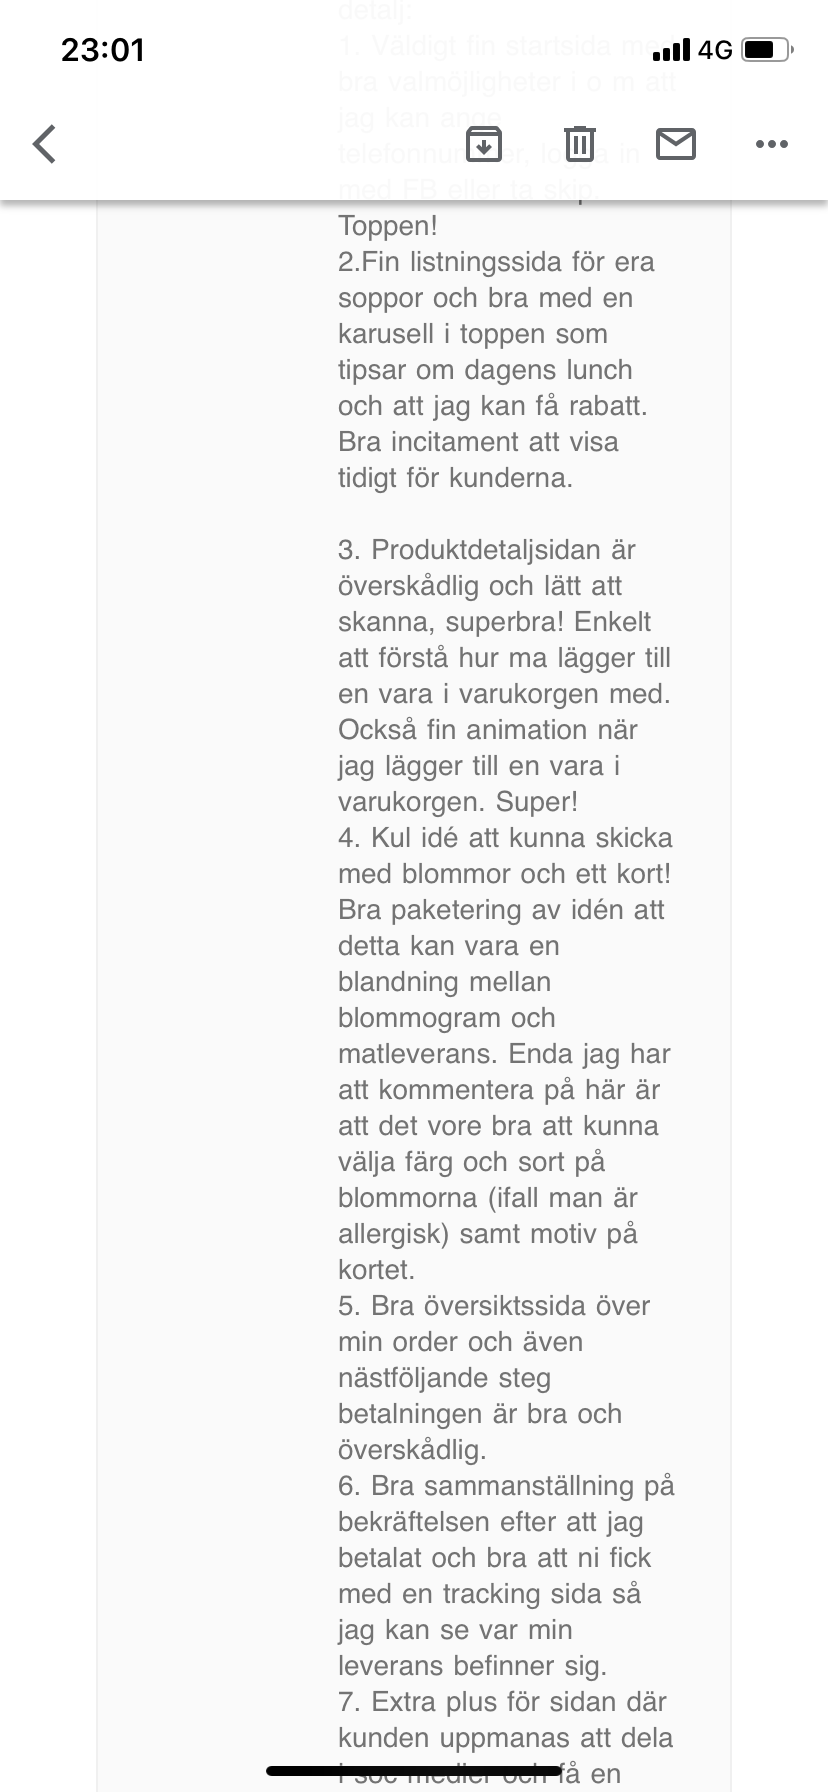 detalj:
23:01
4G
1. Väldigt fin startsida med
bra valmöjligheter i o m att
jag kan ange
telefonnummer, logga in
med FB eller ta skip.
Toppen!
2.Fin listningssida för era
soppor och bra med en
karusell i toppen som
tipsar om dagens lunch
och att jag kan få rabatt.
Bra incitament att visa
tidigt för kunderna.
3. Produktdetaljsidan är
överskådlig och lätt att
skanna, superbra! Enkelt
att förstå hur ma lägger till
en vara i varukorgen med.
Också fin animation när
jag lägger till en vara i
varukorgen. Super!
4. Kul idé att kunna skicka
med blommor och ett kort!
Bra paketering av idén att
detta kan vara en
blandning mellan
blommogram och
matleverans. Enda jag har
att kommentera på här är
att det vore bra att kunna
välja färg och sort på
blommorna (ifall man är
allergisk) samt motiv på
kortet.
5. Bra översiktssida över
min order och även
nästföljande steg
betalningen är bra och
överskådlig.
6. Bra sammanställning på
bekräftelsen efter att jag
betalat och bra att ni fick
med en tracking sida så
jag kan se var min
leverans befinner sig.
7. Extra plus för sidan där
kunden uppmanas att dela
i soc medier och få en